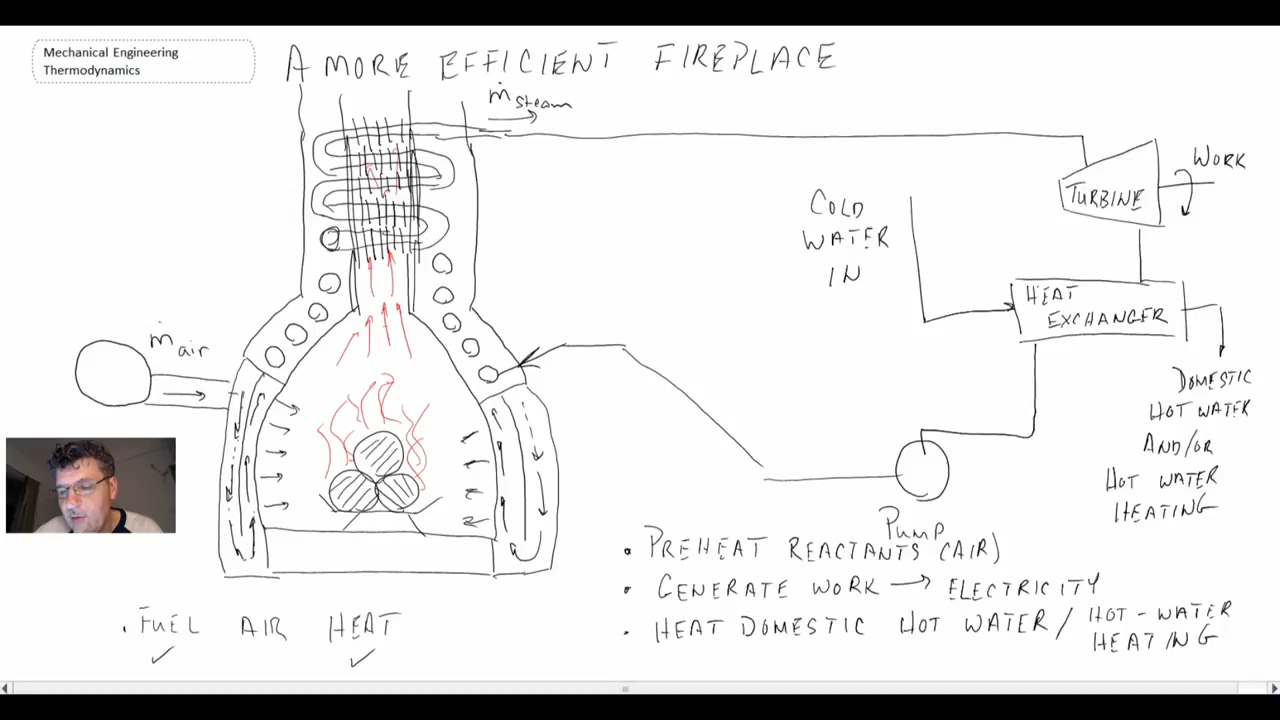 Mechanical Engineering
Thermodynamics
A MORE EFFICIENT FIREPLACE
ṁ steam
WORK
TURBINE
COLD
WATER
IN
HEAT
EXCHANGER
ṁ air
DOMESTIC
HOT WATER
AND/OR
HOT WATER
HEATING
Pump
• PREHEAT REACTANTS (AIR)
• GENERATE WORK → ELECTRICITY
• HEAT DOMESTIC HOT WATER / HOT-WATER
HEATING
• FUEL AIR HEAT
✓ ✓